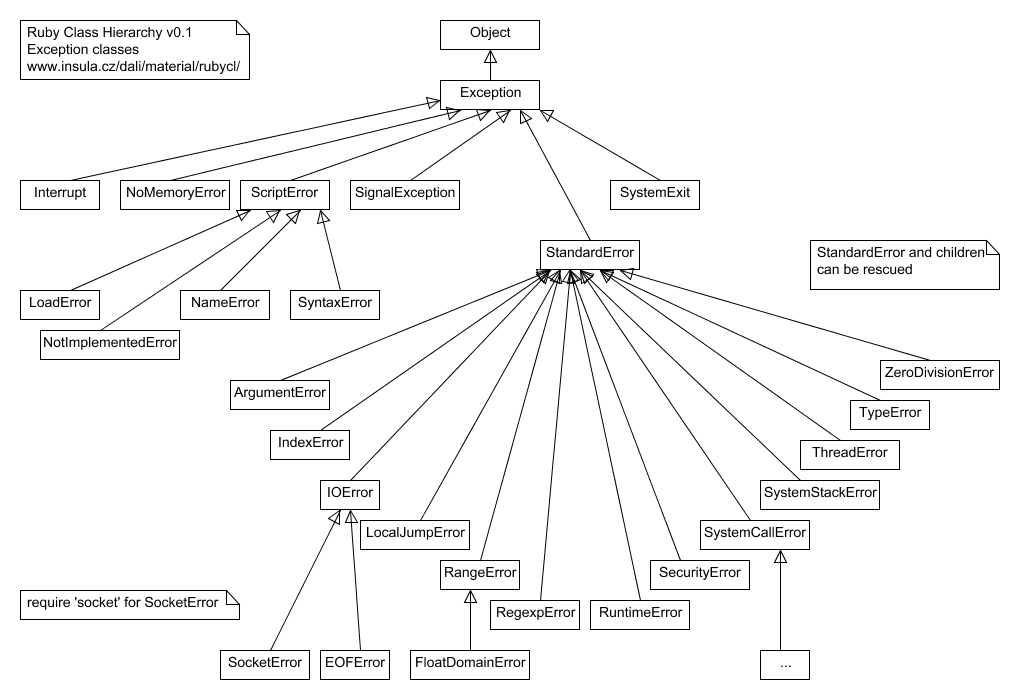 Ruby Class Hierarchy v0.1
Exception classes
www.insula.cz/dali/material/rubycl/
Object
Exception
Interrupt
NoMemoryError
ScriptError
SignalException
SystemExit
StandardError
StandardError and children
can be rescued
LoadError
NameError
SyntaxError
NotImplementedError
ZeroDivisionError
ArgumentError
TypeError
IndexError
ThreadError
IOError
SystemStackError
LocalJumpError
SystemCallError
RangeError
SecurityError
require 'socket' for SocketError
RegexpError
RuntimeError
SocketError
EOFError
FloatDomainError
...